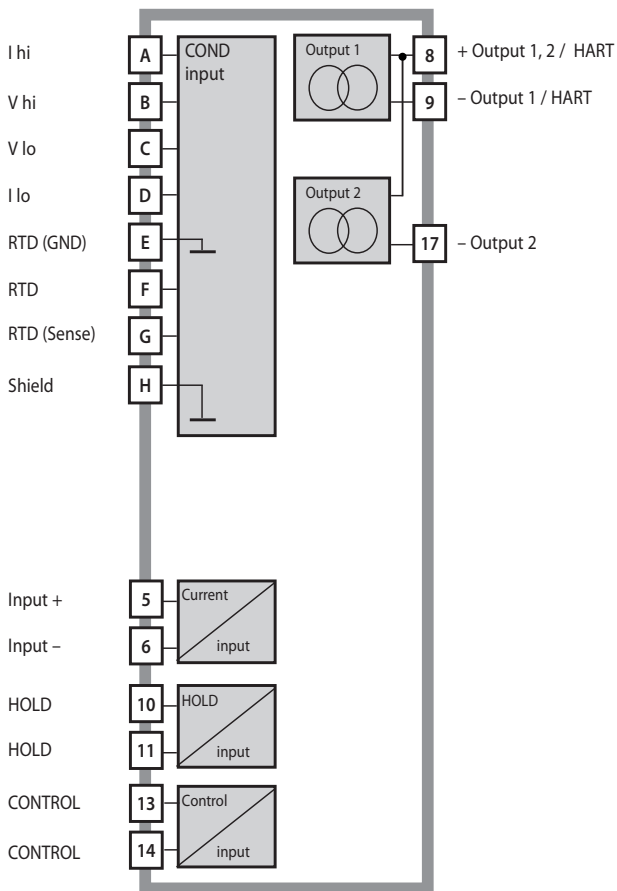 I hi
A
COND
input
V hi
B
V lo
C
I lo
D
RTD (GND)
E
RTD
F
RTD (Sense)
G
Shield
H
Output 1
8
+ Output 1, 2 / HART
9
– Output 1 / HART
Output 2
17
– Output 2
Input +
5
Current
Input –
6
input
HOLD
10
HOLD
HOLD
11
input
CONTROL
13
Control
CONTROL
14
input